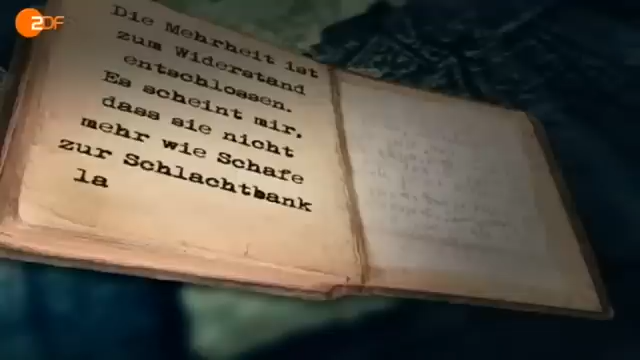 ZDF
Die Mehrheit ist
zum Widerstand
entschlossen.
Es scheint mir,
dass sie nicht
mehr wie Schafe
zur Schlachtbank
la